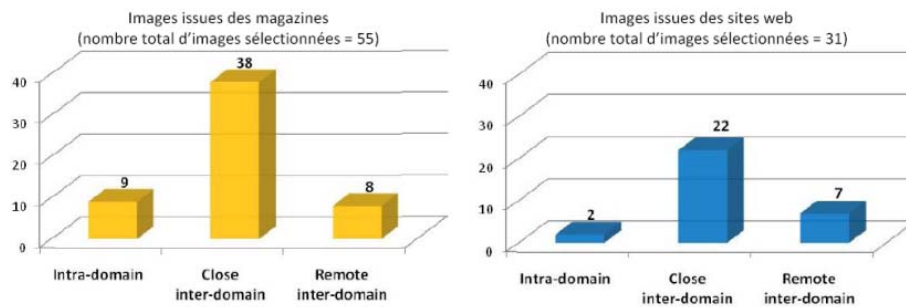 Images issues des magazines
(nombre total d’images sélectionnées = 55)
40
30
20
10
0
9
38
8
Intra-domain
Close
inter-domain
Remote
inter-domain
Images issues des sites web
(nombre total d’images sélectionnées = 31)
40
30
20
10
0
2
22
7
Intra-domain
Close
inter-domain
Remote
inter-domain